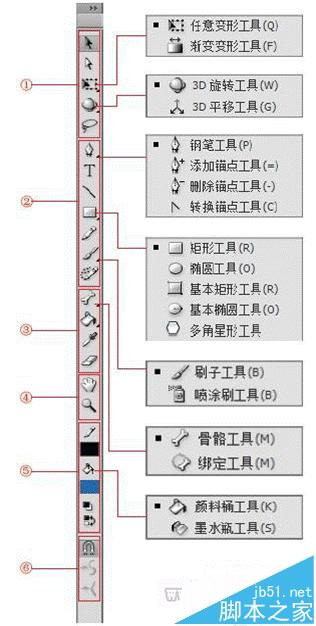 ①
任意变形工具(Q)
渐变变形工具(F)
3D 旋转工具(W)
3D 平移工具(G)
②
T
钢笔工具(P)
添加锚点工具(=)
删除锚点工具(-)
转换锚点工具(C)
矩形工具(R)
椭圆工具(O)
基本矩形工具(R)
基本椭圆工具(O)
多角星形工具
③
刷子工具(B)
喷涂刷工具(B)
④
骨骼工具(M)
绑定工具(M)
⑤
颜料桶工具(K)
墨水瓶工具(S)
⑥
jb51.net
脚本之家